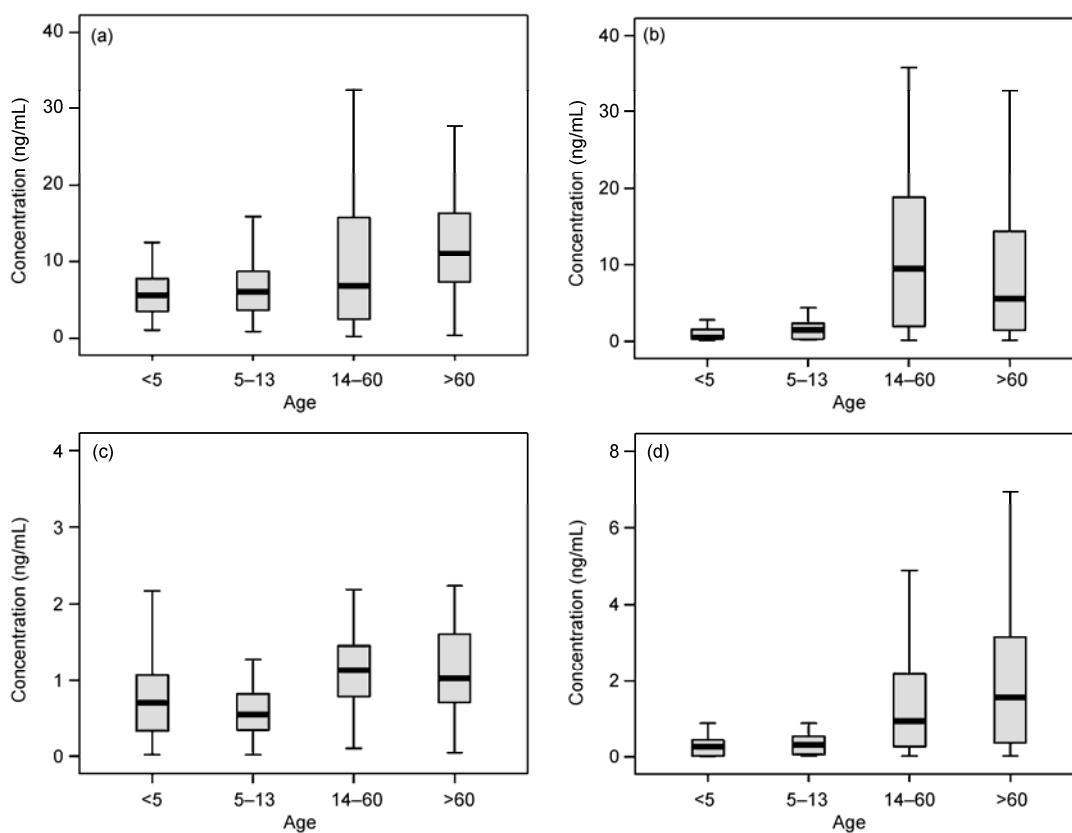 (a)
Concentration (ng/mL)
40
30
20
10
0
<5 5–13 14–60 >60
Age
(b)
Concentration (ng/mL)
40
30
20
10
0
<5 5–13 14–60 >60
Age
(c)
Concentration (ng/mL)
4
3
2
1
0
<5 5–13 14–60 >60
Age
(d)
Concentration (ng/mL)
8
6
4
2
0
<5 5–13 14–60 >60
Age